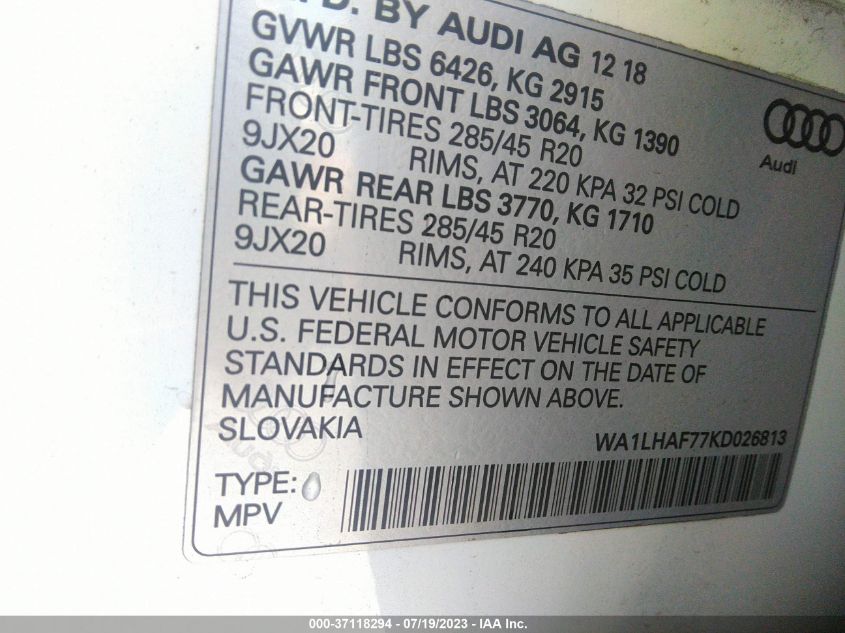 MFD. BY AUDI AG 12 18
GVWR LBS 6426, KG 2915
GAWR FRONT LBS 3064, KG 1390
FRONT-TIRES 285/45 R20
9JX20 RIMS, AT 220 KPA 32 PSI COLD
GAWR REAR LBS 3770, KG 1710
REAR-TIRES 285/45 R20
9JX20 RIMS, AT 240 KPA 35 PSI COLD
Audi
THIS VEHICLE CONFORMS TO ALL APPLICABLE
U.S. FEDERAL MOTOR VEHICLE SAFETY
STANDARDS IN EFFECT ON THE DATE OF
MANUFACTURE SHOWN ABOVE.
SLOVAKIA
WA1LHAF77KD026813
TYPE:
MPV
000-37118294 - 07/19/2023 - IAA Inc.